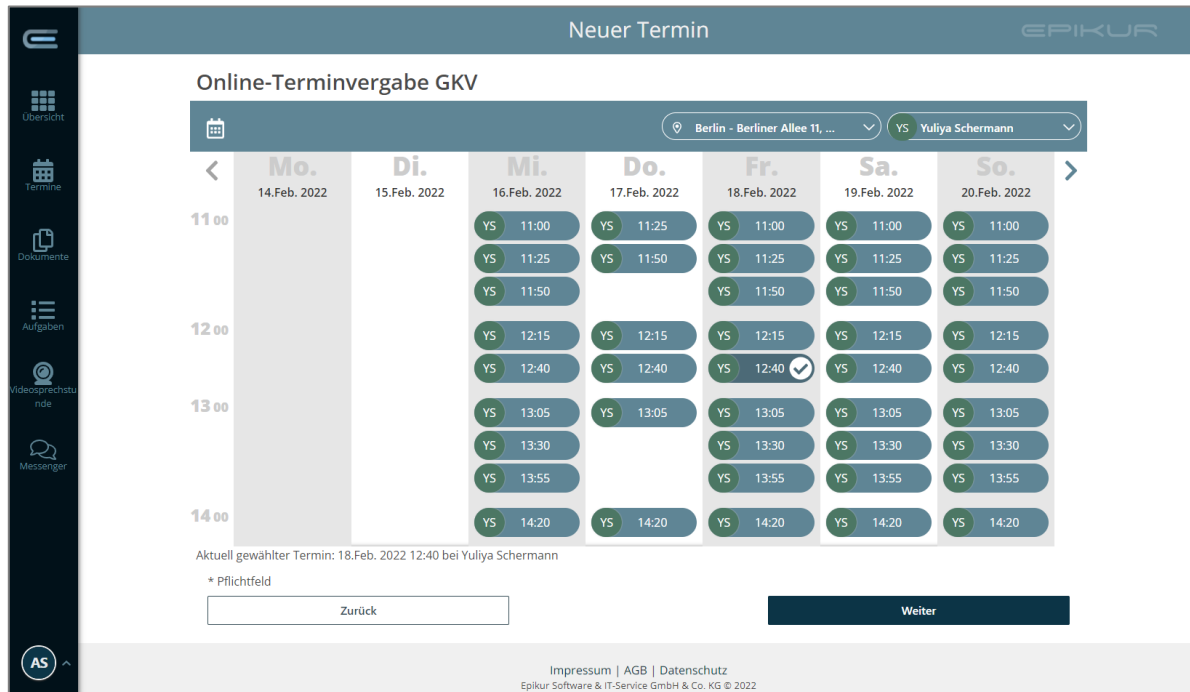 Neuer Termin
EPIKUR
Übersicht
Termine
Dokumente
Aufgaben
Videosprechstu
nde
Messenger
AS
Online-Terminvergabe GKV
Berlin - Berliner Allee 11, ...
YS Yuliya Schermann
Mo. Di. Mi. Do. Fr. Sa. So.
14.Feb. 2022 15.Feb. 2022 16.Feb. 2022 17.Feb. 2022 18.Feb. 2022 19.Feb. 2022 20.Feb. 2022
11 00 YS 11:00 YS 11:25 YS 11:00 YS 11:00 YS 11:00
YS 11:25 YS 11:50 YS 11:25 YS 11:25 YS 11:25
YS 11:50 YS 11:50 YS 11:50 YS 11:50
12 00 YS 12:15 YS 12:15 YS 12:15 YS 12:15 YS 12:15
YS 12:40 YS 12:40 YS 12:40 YS 12:40 YS 12:40
13 00 YS 13:05 YS 13:05 YS 13:05 YS 13:05 YS 13:05
YS 13:30 YS 13:30 YS 13:30 YS 13:30
YS 13:55 YS 13:55 YS 13:55 YS 13:55
14 00 YS 14:20 YS 14:20 YS 14:20 YS 14:20 YS 14:20
Aktuell gewählter Termin: 18.Feb. 2022 12:40 bei Yuliya Schermann
* Pflichtfeld
Zurück
Weiter
Impressum | AGB | Datenschutz
Epikur Software & IT-Service GmbH & Co. KG © 2022